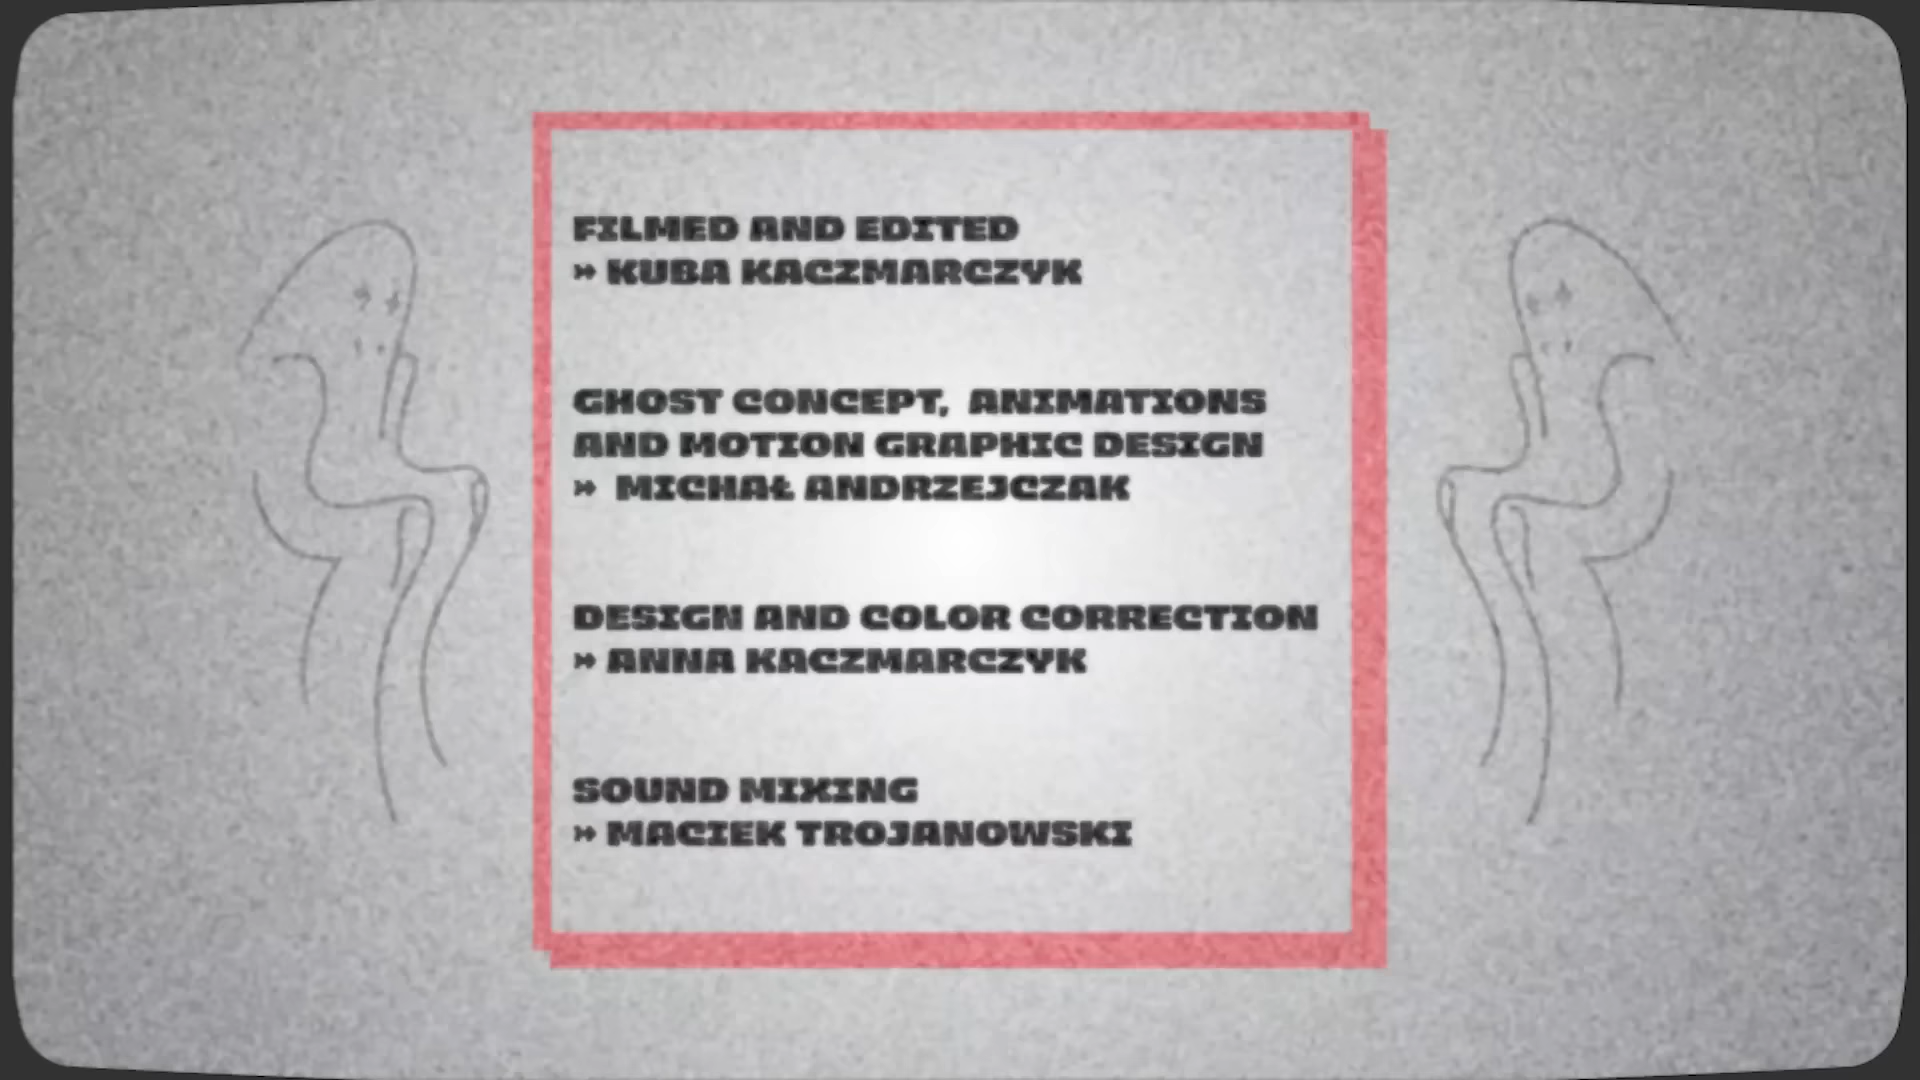 FILMED AND EDITED
» KUBA KACZMARCZYK
GHOST CONCEPT, ANIMATIONS
AND MOTION GRAPHIC DESIGN
» MICHAŁ ANDRZEJCZAK
DESIGN AND COLOR CORRECTION
» ANNA KACZMARCZYK
SOUND MIXING
» MACIEK TROJANOWSKI